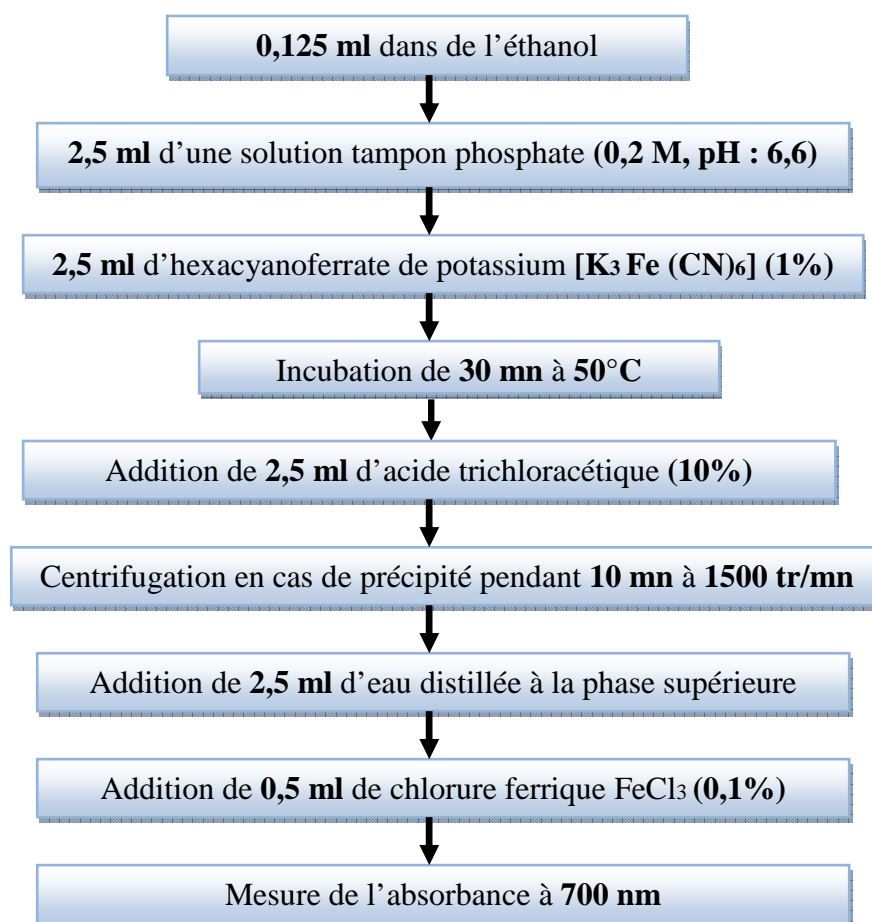 0,125 ml dans de l’éthanol
2,5 ml d’une solution tampon phosphate (0,2 M, pH : 6,6)
2,5 ml d’hexacyanoferrate de potassium [K₃ Fe (CN)₆] (1%)
Incubation de 30 mn à 50°C
Addition de 2,5 ml d’acide trichloracétique (10%)
Centrifugation en cas de précipité pendant 10 mn à 1500 tr/mn
Addition de 2,5 ml d’eau distillée à la phase supérieure
Addition de 0,5 ml de chlorure ferrique FeCl₃ (0,1%)
Mesure de l’absorbance à 700 nm